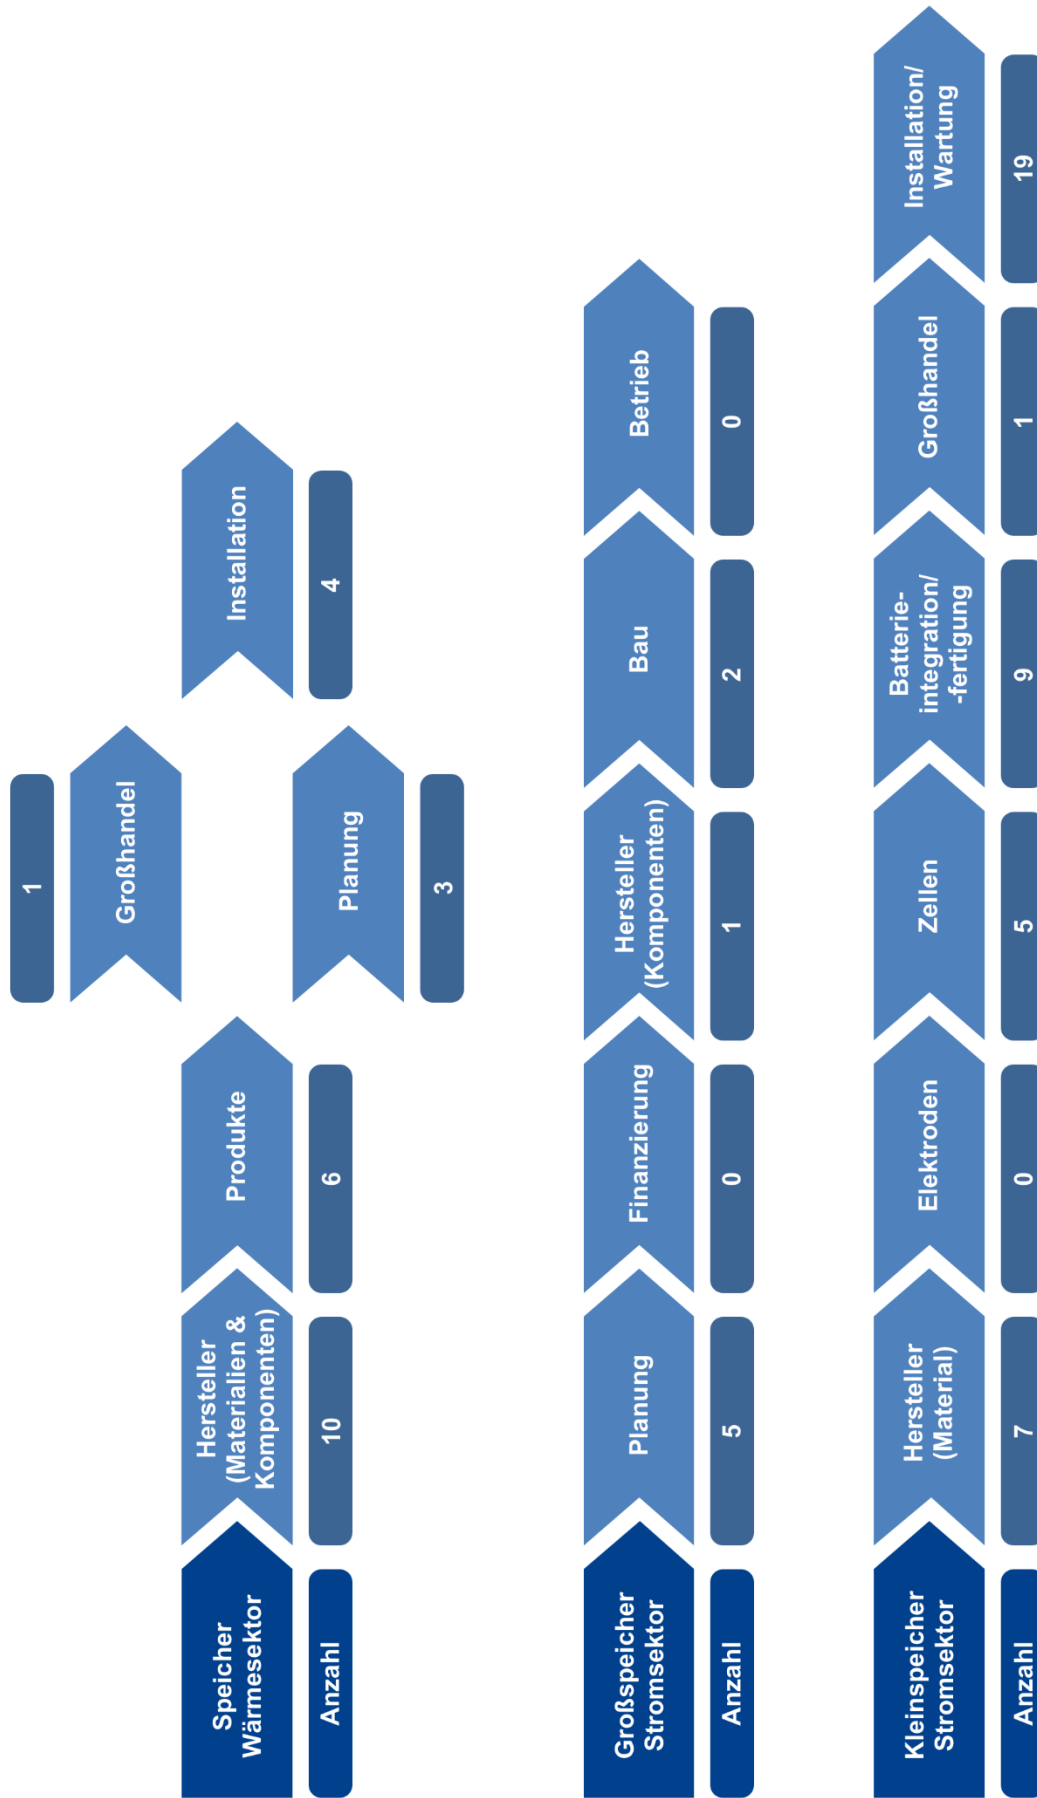 Speicher
Wärmesektor
Hersteller
(Materialien &
Komponenten)
Produkte
Großhandel
1
Planung
3
Installation
Anzahl
10
6
4
Großspeicher
Stromsektor
Planung
Finanzierung
Hersteller
(Komponenten)
Bau
Betrieb
Anzahl
5
0
1
2
0
Kleinspeicher
Stromsektor
Hersteller
(Material)
Elektroden
Zellen
Batterie-
integration/
-fertigung
Großhandel
Installation/
Wartung
Anzahl
7
0
5
9
1
19